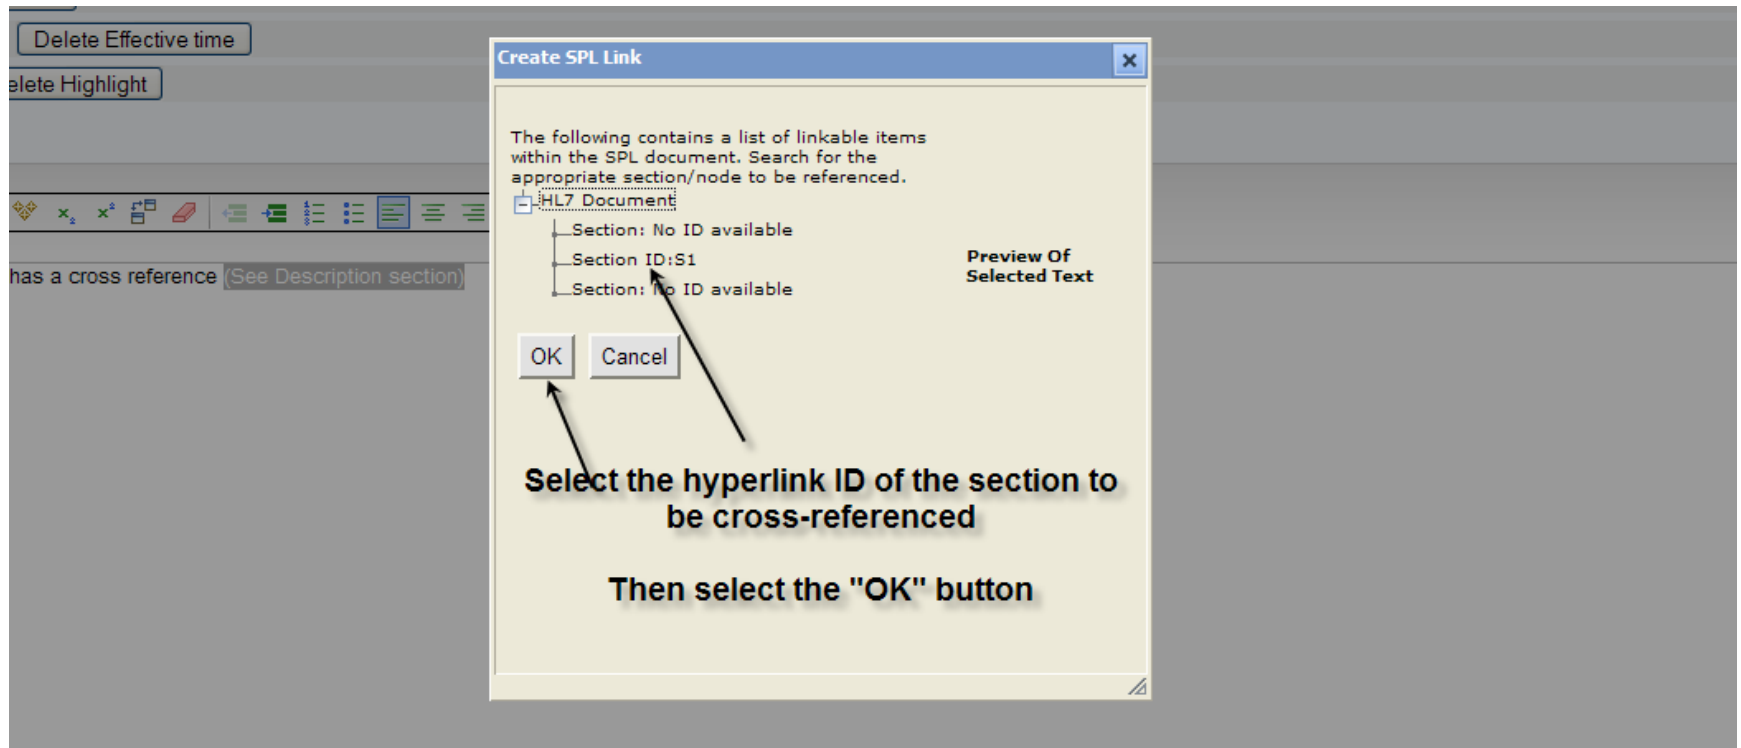 Delete Effective time
elete Highlight
has a cross reference (See Description section)
Create SPL Link
The following contains a list of linkable items
within the SPL document. Search for the
appropriate section/node to be referenced.
HL7 Document
Section: No ID available
Section ID:S1
Section: No ID available
Preview Of
Selected Text
OK Cancel
Select the hyperlink ID of the section to
be cross-referenced
Then select the "OK" button